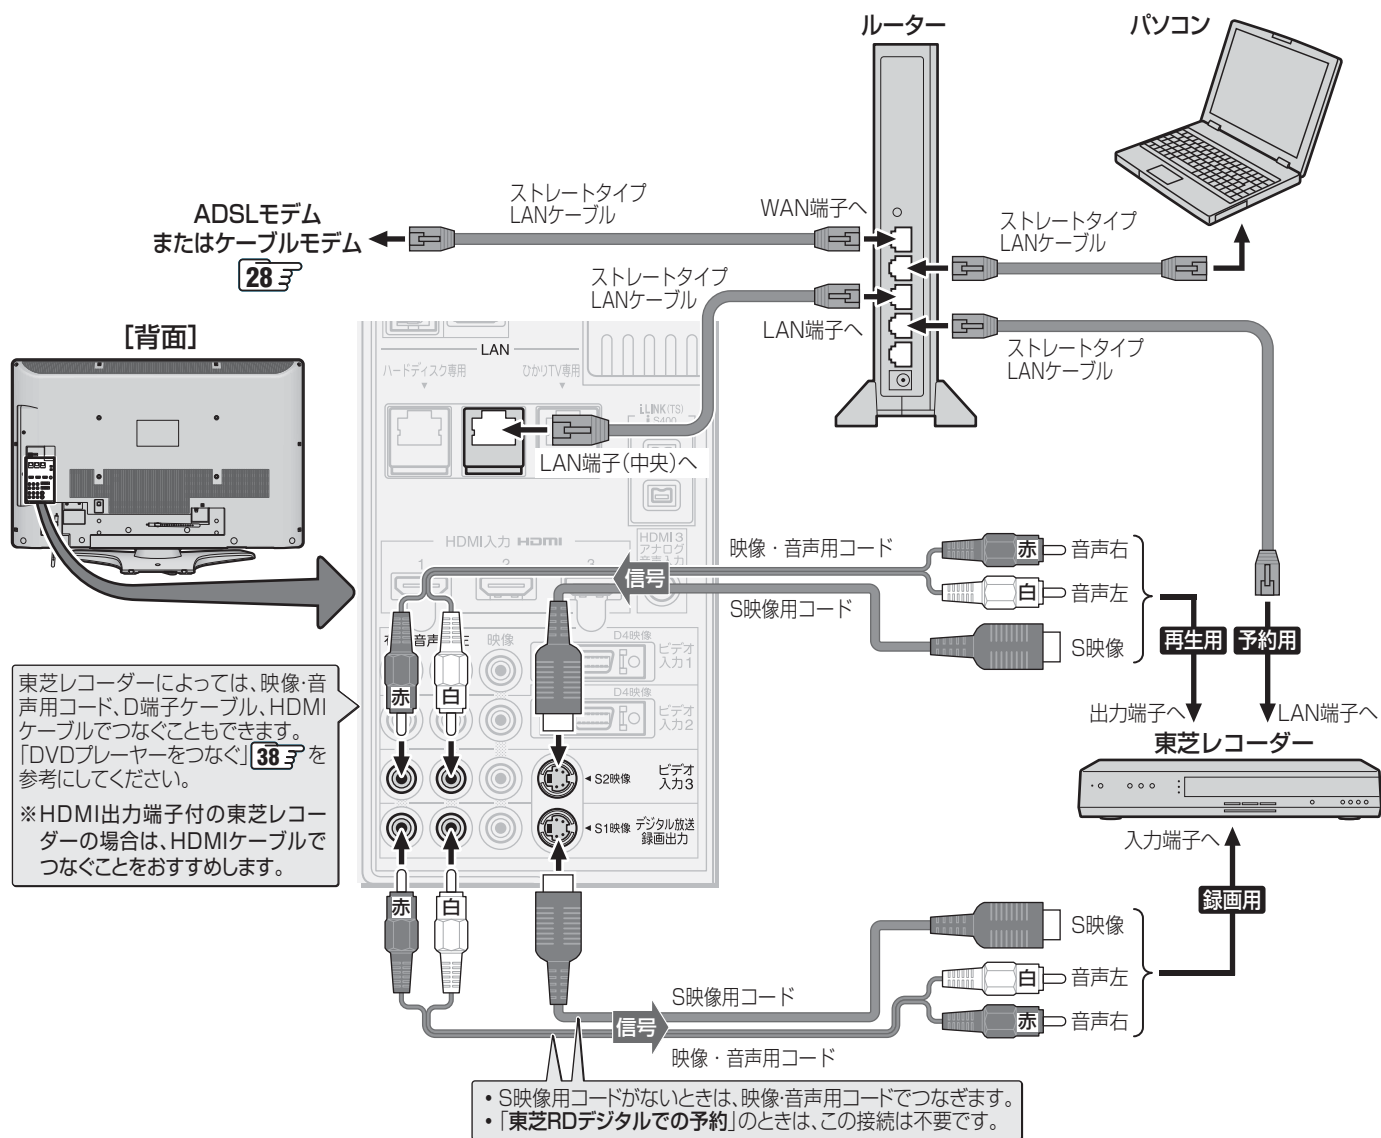 ルーター
パソコン
ストレートタイプ
LANケーブル
WAN端子へ
ADSLモデム
またはケーブルモデム
28
ストレートタイプ
LANケーブル
ストレートタイプ
LANケーブル
LAN端子へ
ストレートタイプ
LANケーブル
[背面]
LAN
ハードディスク専用
ひかりTV専用
i.LINK(TS)
S400
LAN端子(中央)へ
HDMI入力 HDMI
1
2
3
HDMI 3
アナログ
音声入力
映像・音声用コード
信号
S映像用コード
赤
音声右
白
音声左
S映像
再生用
予約用
出力端子へ
LAN端子へ
東芝レコーダー
音声
左
映像
D4映像
ビデオ
入力1
D4映像
ビデオ
入力2
赤
白
S2映像
ビデオ
入力3
S1映像
デジタル放送
録画出力
東芝レコーダーによっては、映像・音
声用コード、D端子ケーブル、HDMI
ケーブルでつなぐこともできます。
「DVDプレーヤーをつなぐ」38 を
参考にしてください。
※HDMI出力端子付の東芝レコー
ダーの場合は、HDMIケーブルで
つなぐことをおすすめします。
入力端子へ
録画用
赤
白
S映像
白
音声左
赤
音声右
S映像用コード
信号
映像・音声用コード
・S映像用コードがないときは、映像・音声用コードでつなぎます。
・「東芝RDデジタルでの予約」のときは、この接続は不要です。